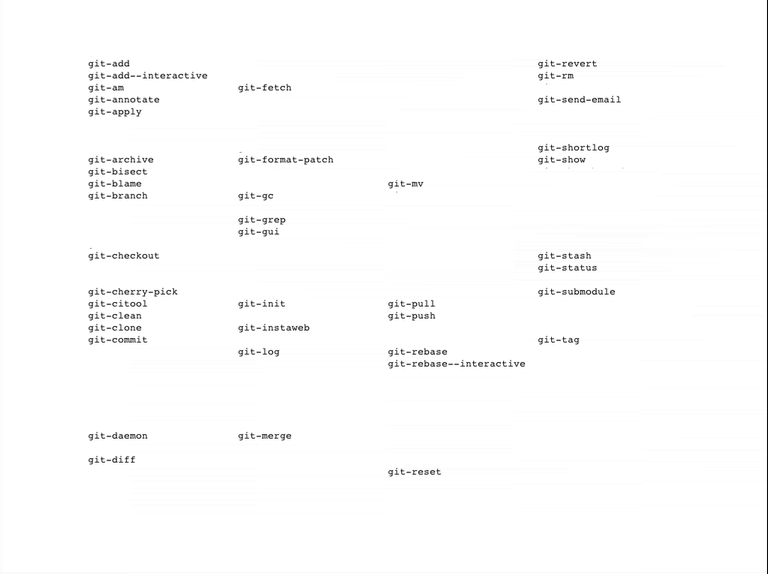 git-add
git-add--interactive
git-am
git-annotate
git-apply
git-archive
git-bisect
git-blame
git-branch
git-checkout
git-cherry-pick
git-citool
git-clean
git-clone
git-commit
git-daemon
git-diff
git-fetch
git-format-patch
git-gc
git-grep
git-gui
git-init
git-instaweb
git-log
git-merge
git-mv
git-pull
git-push
git-rebase
git-rebase--interactive
git-reset
git-revert
git-rm
git-send-email
git-shortlog
git-show
git-stash
git-status
git-submodule
git-tag